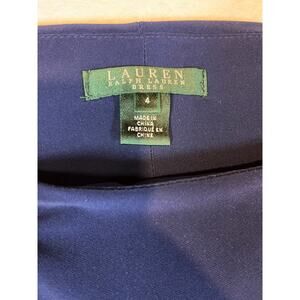 LAUREN
RALPH LAUREN
DRESS
4
MADE IN
CHINA
FABRIQUE EN
CHINE